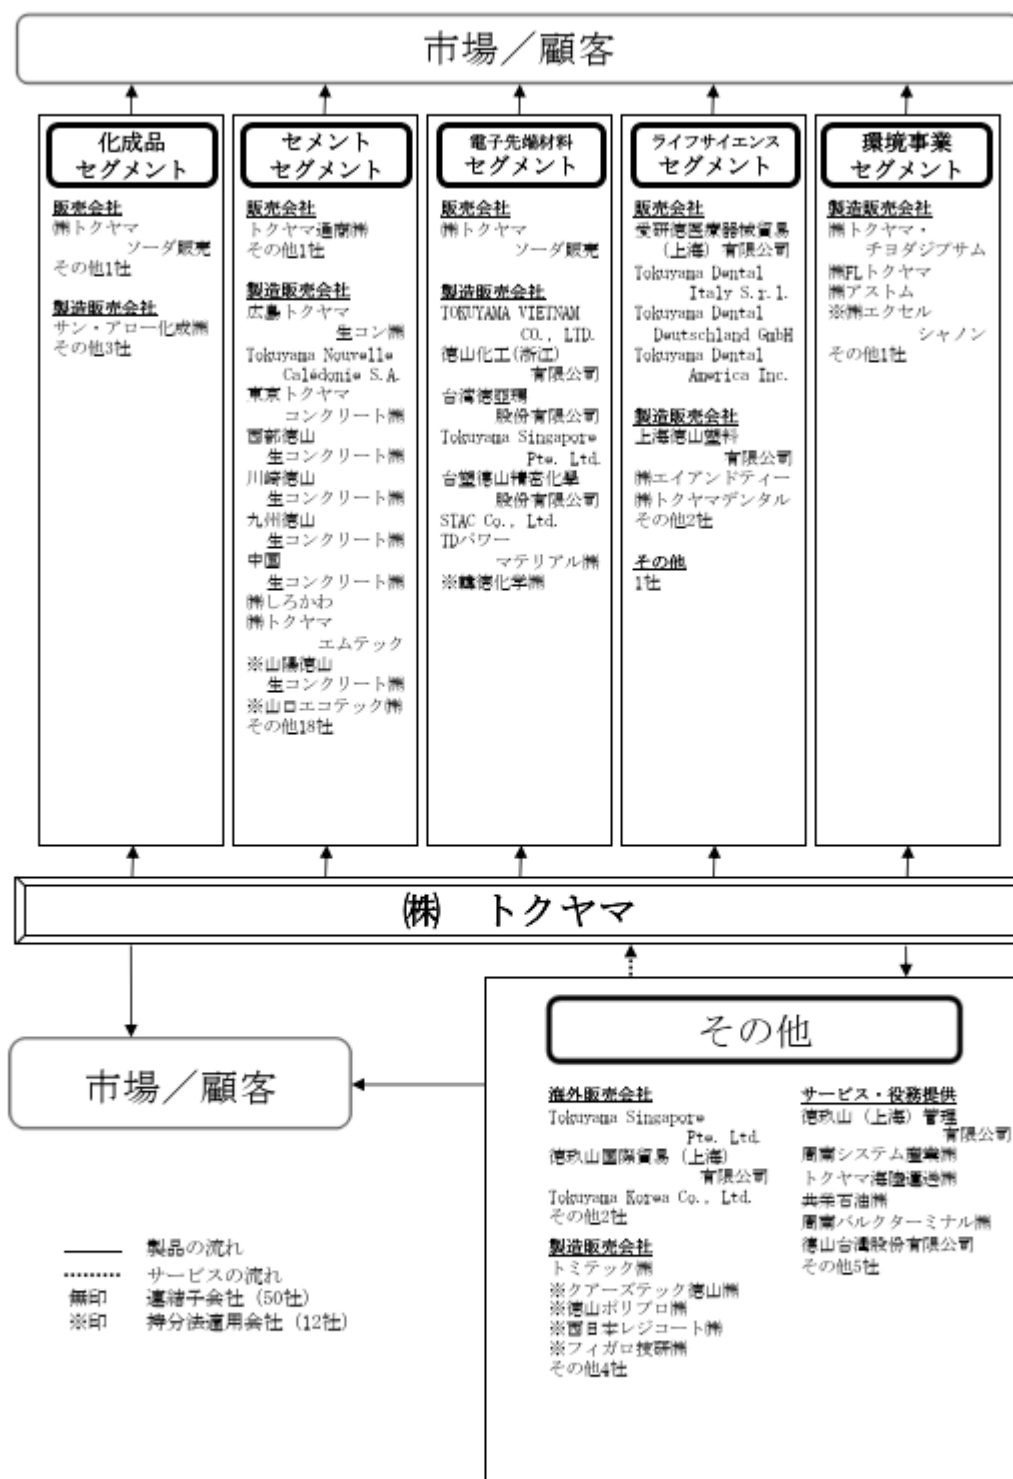 市場／顧客
化成品
セグメント
販売会社
㈱トクヤマ
ソーダ販売
その他1社
製造販売会社
サン・アロー化成㈱
その他3社
セメント
セグメント
販売会社
トクヤマ通商㈱
その他1社
製造販売会社
広島トクヤマ
生コン㈱
Tokuyama Nouvelle
Calédonie S.A.
東京トクヤマ
コンクリート㈱
西部徳山
生コンクリート㈱
川崎徳山
生コンクリート㈱
九州徳山
生コンクリート㈱
中国
生コンクリート㈱
㈱しろかわ
㈱トクヤマ
エムテック
※山陽徳山
生コンクリート㈱
※山口エコテック㈱
その他18社
電子先端材料
セグメント
販売会社
㈱トクヤマ
ソーダ販売
製造販売会社
TOKUYAMA VIETNAM
CO., LTD.
徳山化工(浙江)
有限公司
台湾徳亞瑪
股份有限公司
Tokuyama Singapore
Pte. Ltd.
台塑徳山精密化學
股份有限公司
STAC Co., Ltd.
TDパワー
マテリアル㈱
※韓徳化学㈱
ライフサイエンス
セグメント
販売会社
愛研徳医療器械貿易
（上海）有限公司
Tokuyama Dental
Italy S.r.l.
Tokuyama Dental
Deutschland GmbH
Tokuyama Dental
America Inc.
製造販売会社
上海徳山塑料
有限公司
㈱エイアンドティー
㈱トクヤマデンタル
その他2社
その他
1社
環境事業
セグメント
製造販売会社
㈱トクヤマ・
チヨダジプサム
㈱FLトクヤマ
㈱アストム
※㈱エクセル
シャノン
その他1社
㈱　トクヤマ
市場／顧客
その他
海外販売会社
Tokuyama Singapore
Pte. Ltd.
徳玖山国際貿易（上海）
有限公司
Tokuyama Korea Co., Ltd.
その他2社
製造販売会社
トミテック㈱
※クアーズテック徳山㈱
※徳山ポリプロ㈱
※西日本レジコート㈱
※フィガロ技研㈱
その他4社
サービス・役務提供
徳玖山（上海）管理
有限公司
周南システム産業㈱
トクヤマ海陸運送㈱
共栄石油㈱
周南バルクターミナル㈱
徳山台湾股份有限公司
その他5社
製品の流れ
サービスの流れ
無印　連結子会社（50社）
※印　持分法適用会社（12社）